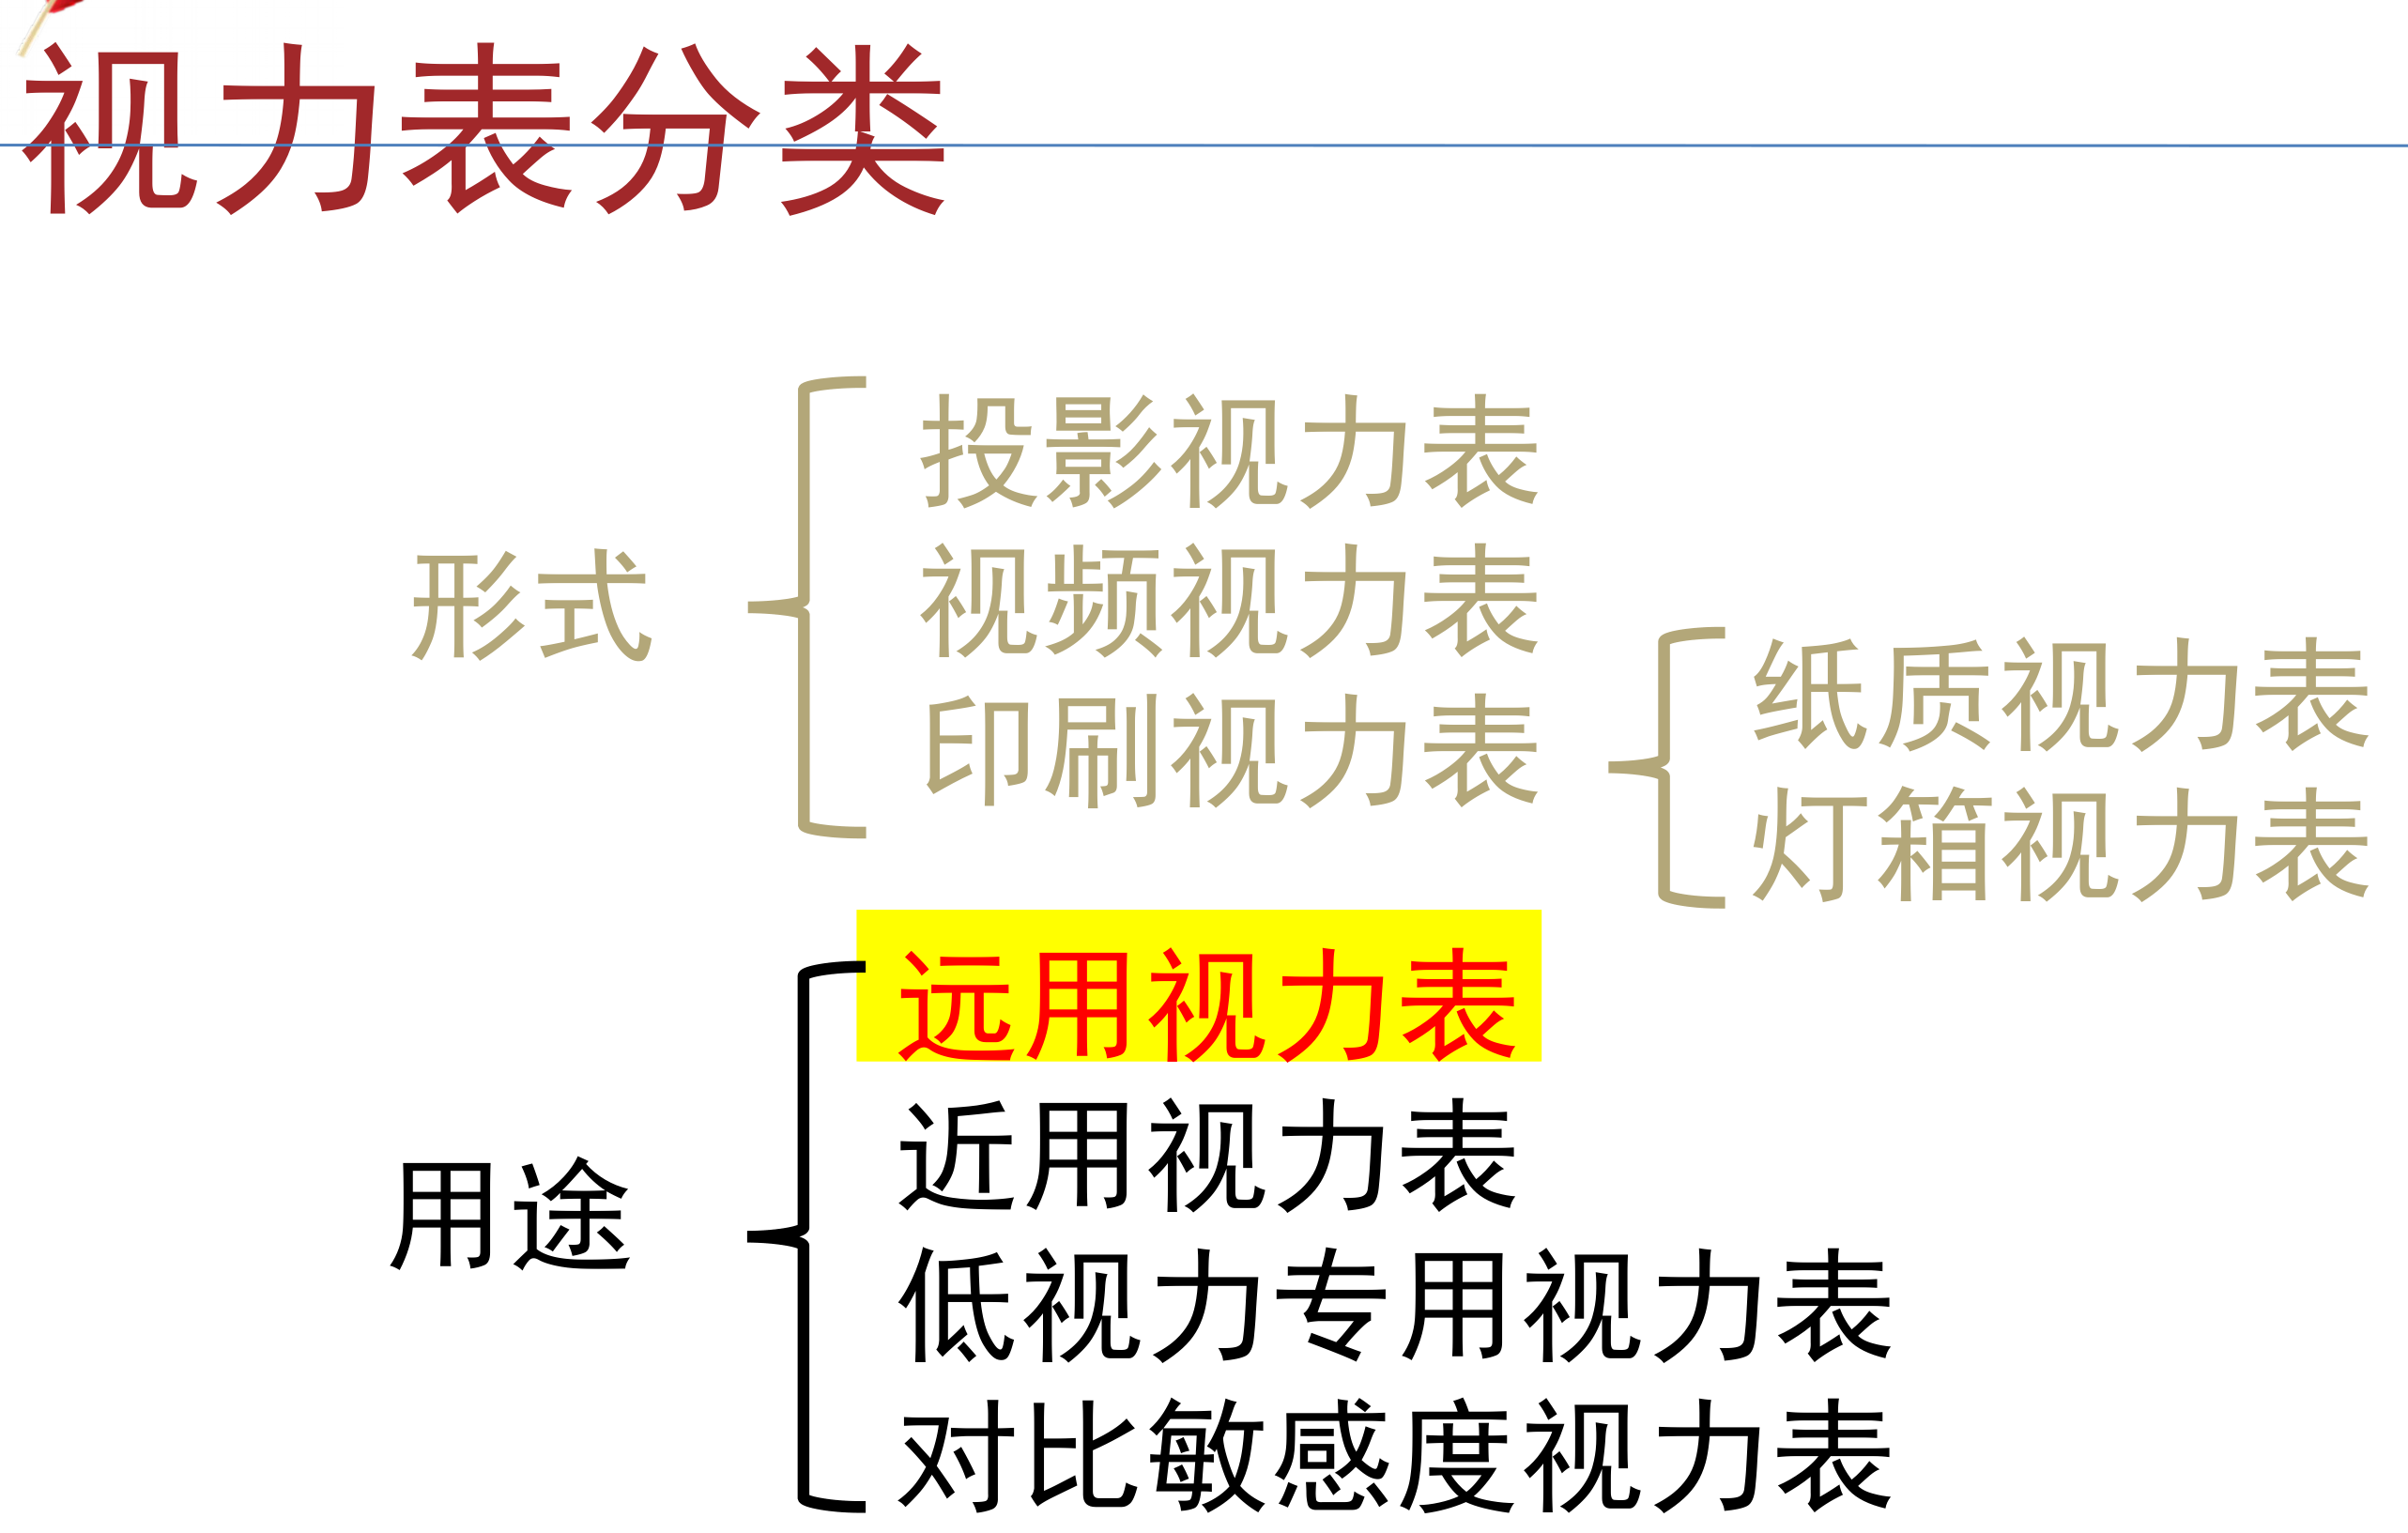 视力表分类
形式
投影视力表
视频视力表
印刷视力表
纸质视力表
灯箱视力表
用途
远用视力表
近用视力表
低视力专用视力表
对比敏感度视力表